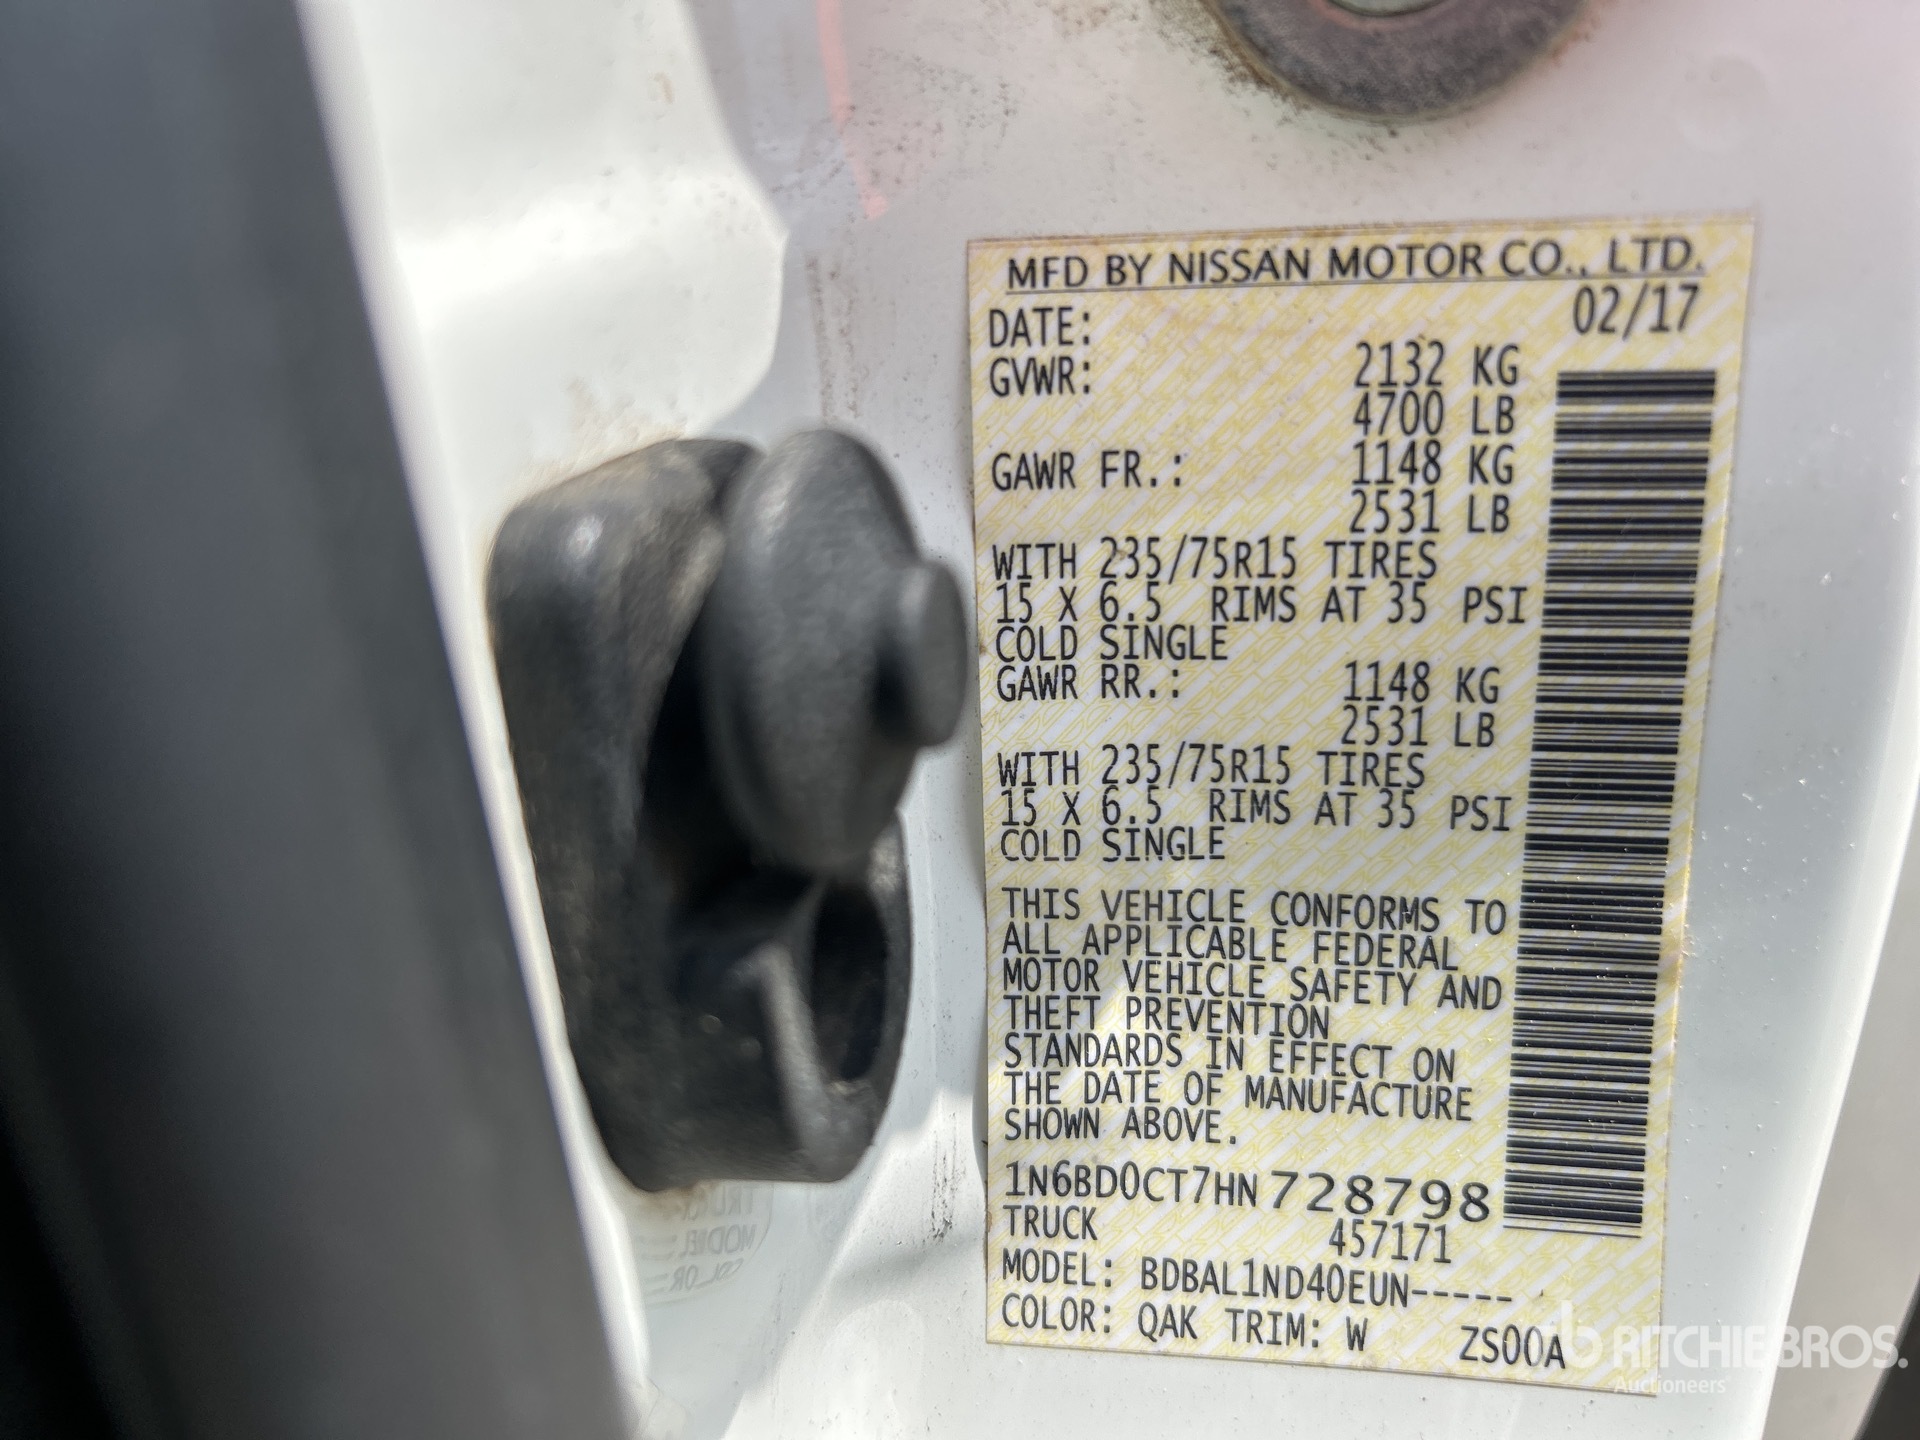 MFD BY NISSAN MOTOR CO., LTD.
DATE: 02/17
GVWR: 2132 KG
4700 LB
GAWR FR.: 1148 KG
2531 LB
WITH 235/75R15 TIRES
15 X 6.5 RIMS AT 35 PSI
COLD SINGLE
GAWR RR.: 1148 KG
2531 LB
WITH 235/75R15 TIRES
15 X 6.5 RIMS AT 35 PSI
COLD SINGLE
THIS VEHICLE CONFORMS TO
ALL APPLICABLE FEDERAL
MOTOR VEHICLE SAFETY AND
THEFT PREVENTION
STANDARDS IN EFFECT ON
THE DATE OF MANUFACTURE
SHOWN ABOVE.
1N6BD0CT7HN728798
TRUCK 457171
MODEL: BDBAL1ND40EUN-----
COLOR: QAK TRIM: W ZS00A
RITCHIE BROS.
Auctioneers